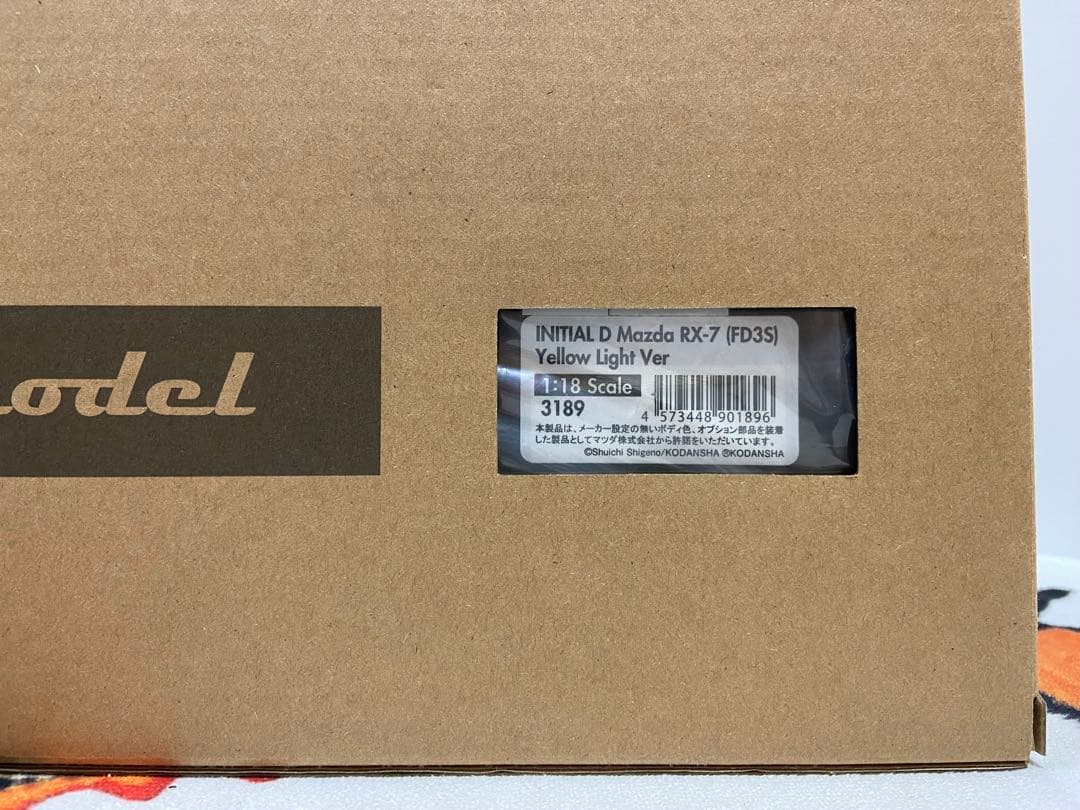 odel
INITIAL D Mazda RX-7 (FD3S)
Yellow Light Ver
1:18 Scale
3189
4 573448 901896
本製品は、メーカー設定の無いボディ色、オプション部品を装着
した製品としてマツダ株式会社から許諾をいただいています。
©Shuichi Shigeno/KODANSHA ®KODANSHA